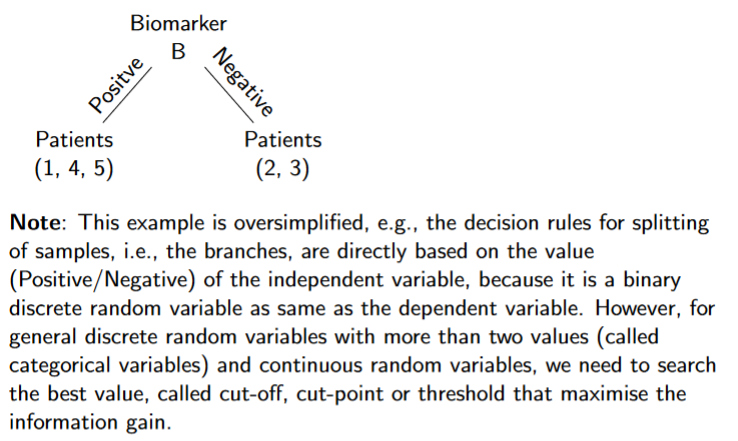 Biomarker
B
Positve
Negative
Patients
(1, 4, 5)
Patients
(2, 3)
Note: This example is oversimplified, e.g., the decision rules for splitting
of samples, i.e., the branches, are directly based on the value
(Positive/Negative) of the independent variable, because it is a binary
discrete random variable as same as the dependent variable. However, for
general discrete random variables with more than two values (called
categorical variables) and continuous random variables, we need to search
the best value, called cut-off, cut-point or threshold that maximise the
information gain.